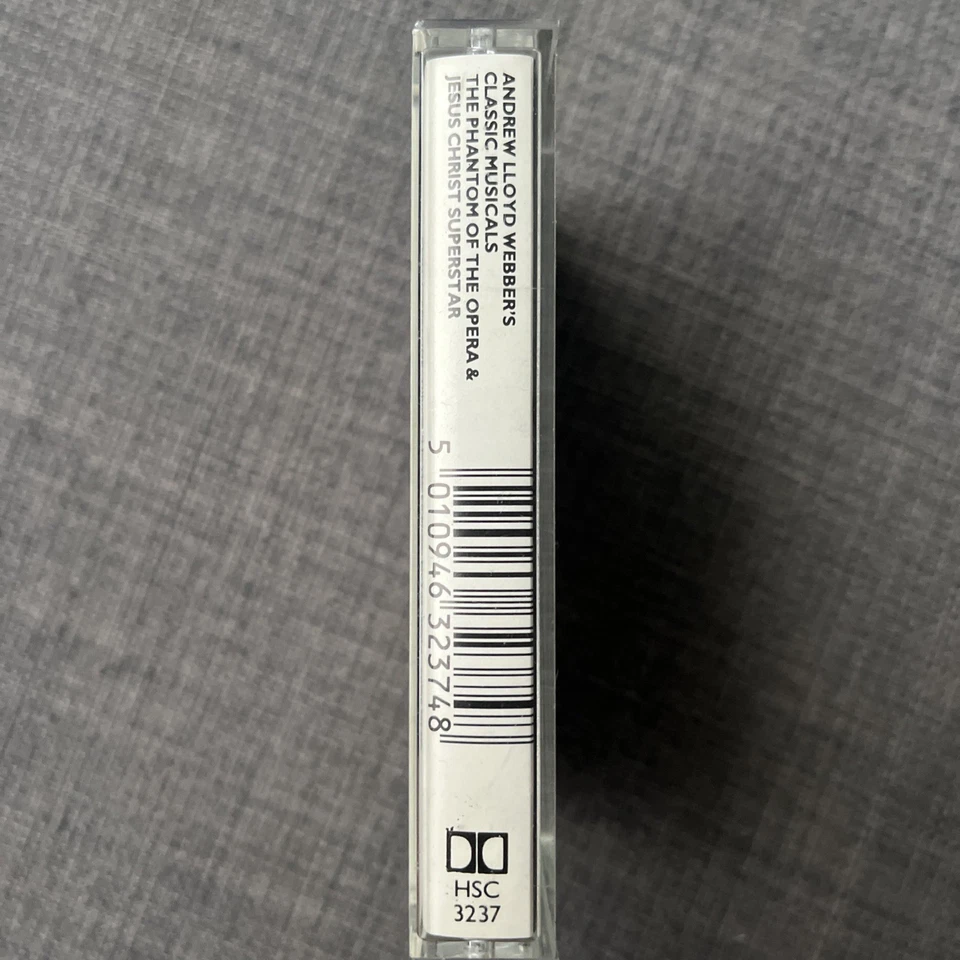 ANDREW LLOYD WEBBER'S
CLASSIC MUSICALS
THE PHANTOM OF THE OPERA &
JESUS CHRIST SUPERSTAR
5 010946 323748
HSC
3237